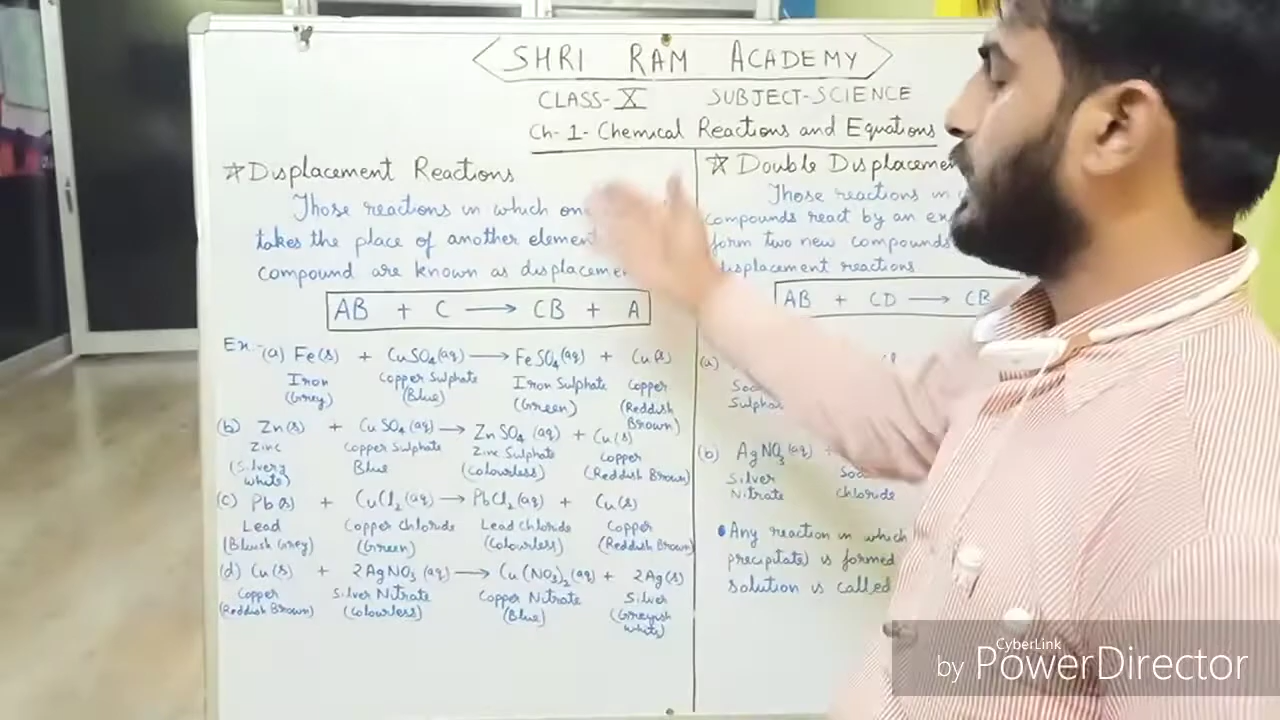 SHRI RAM ACADEMY
CLASS-X SUBJECT-SCIENCE
Ch-1- Chemical Reactions and Equations
☆ Displacement Reactions
Those reactions in which
takes the place of another element
compound are known as
AB + C → CB + A
Ex:- (a) Fe(s) + CuSO₄(aq) → FeSO₄(aq) + Cu(s)
Iron Copper Sulphate Iron Sulphate Copper
(Grey) (Blue) (Green) (Reddish Brown)
(b) Zn(s) + CuSO₄(aq) → ZnSO₄(aq) + Cu(s)
Zinc Copper Sulphate Zinc Sulphate Copper
(Silvery White) Blue (Colourless) (Reddish Brown)
(c) Pb(s) + CuCl₂(aq) → PbCl₂(aq) + Cu(s)
Lead Copper Chloride Lead Chloride Copper
(Bluish Grey) (Green) (Colourless) (Reddish Brown)
(d) Cu(s) + 2AgNO₃(aq) → Cu(NO₃)₂(aq) + 2Ag(s)
Copper Silver Nitrate Copper Nitrate Silver
(Reddish Brown) (Colourless) (Blue) (Greyish White)
☆ Double
Those reactions in
compounds react by an
form two new compounds
displacement reactions
AB + CD → CB
(a)
(b) AgNO₃(aq) +
Silver
Nitrate Chloride
• Any reaction in which
precipitate) is formed
solution is called
CyberLink
by PowerDirector